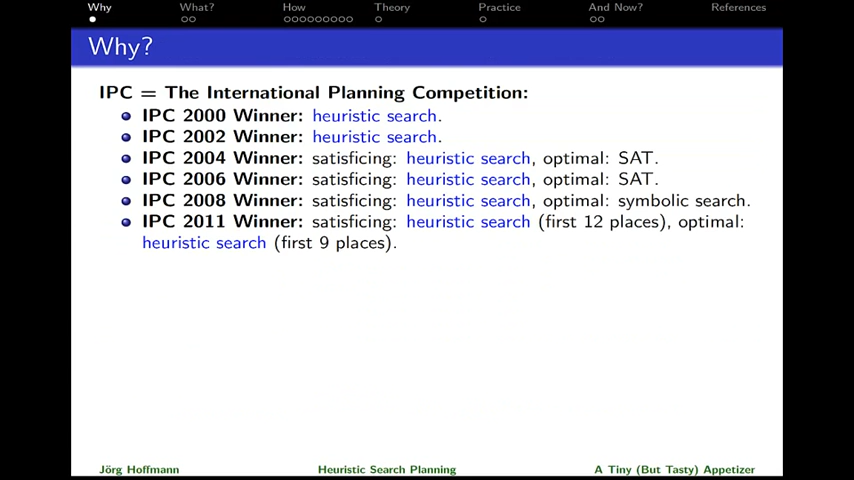 Why What? How Theory Practice And Now? References
Why?
IPC = The International Planning Competition:
IPC 2000 Winner: heuristic search.
IPC 2002 Winner: heuristic search.
IPC 2004 Winner: satisficing: heuristic search, optimal: SAT.
IPC 2006 Winner: satisficing: heuristic search, optimal: SAT.
IPC 2008 Winner: satisficing: heuristic search, optimal: symbolic search.
IPC 2011 Winner: satisficing: heuristic search (first 12 places), optimal:
heuristic search (first 9 places).
Jörg Hoffmann Heuristic Search Planning A Tiny (But Tasty) Appetizer